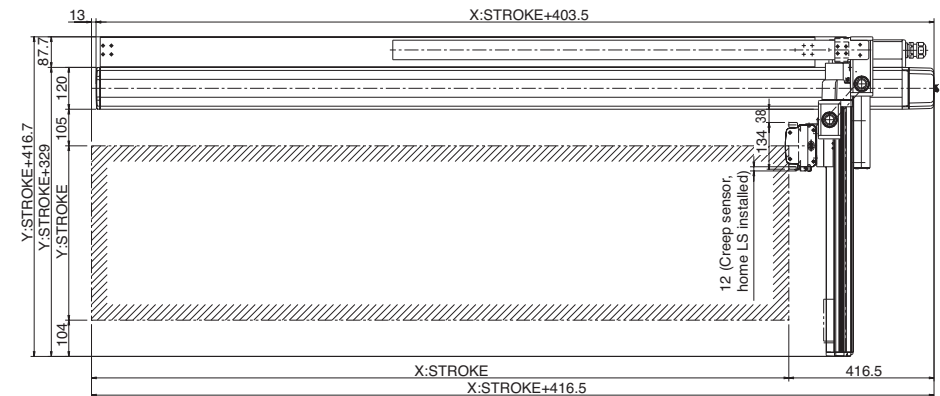 13
X:STROKE+403.5
87.7
120
105
38
134
Y:STROKE+416.7
Y:STROKE+329
Y:STROKE
12 (Creep sensor,
home LS installed)
104
X:STROKE
416.5
X:STROKE+416.5